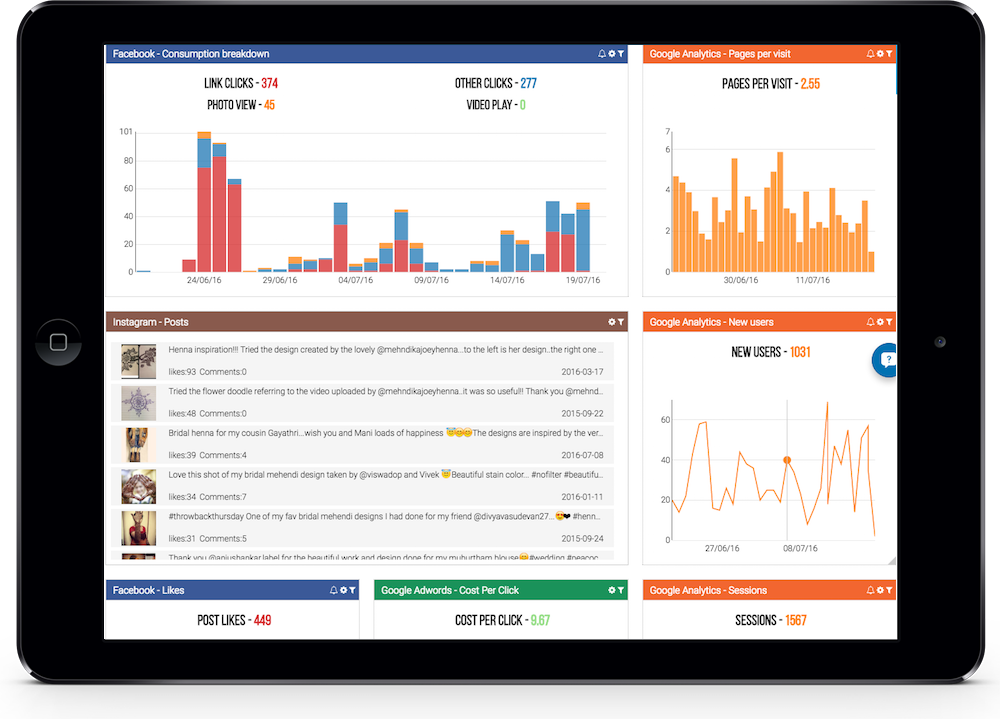 Facebook - Consumption breakdown
LINK CLICKS - 374
OTHER CLICKS - 277
PHOTO VIEW - 45
VIDEO PLAY - 0
101
80
60
40
20
0
24/06/16
29/06/16
04/07/16
09/07/16
14/07/16
19/07/16
Google Analytics - Pages per visit
PAGES PER VISIT - 2.55
7
6
4
2
0
30/06/16
11/07/16
Instagram - Posts
Henna inspiration!!! Tried the design created by the lovely @mehndikajoeyhenna...to the left is her design..the right one ...
likes:93 Comments:0
2016-03-17
Tried the flower doodle referring to the video uploaded by @mehndikajoeyhenna..it was so useful!! Thank you @mehnd...
likes:48 Comments:0
2015-09-22
Bridal henna for my cousin Gayathri...wish you and Mani loads of happiness 😇😊😊The designs are inspired by the ver...
likes:39 Comments:4
2016-07-08
Love this shot of my bridal mehendi design taken by @viswadop and Vivek 😇Beautiful stain color... #nofilter #beautifu...
likes:34 Comments:7
2016-01-11
#throwbackthursday One of my fav bridal mehendi designs I had done for my friend @divyavasudevan27...😍❤ #henn...
likes:31 Comments:5
2015-09-24
Thank you @anjushankar.label for the beautiful work and design done for my muhurtham blouse😊#wedding #peacoc...
Google Analytics - New users
NEW USERS - 1031
?
60
40
20
0
27/06/16
08/07/16
Facebook - Likes
POST LIKES - 449
Google Adwords - Cost Per Click
COST PER CLICK - 9.67
Google Analytics - Sessions
SESSIONS - 1567